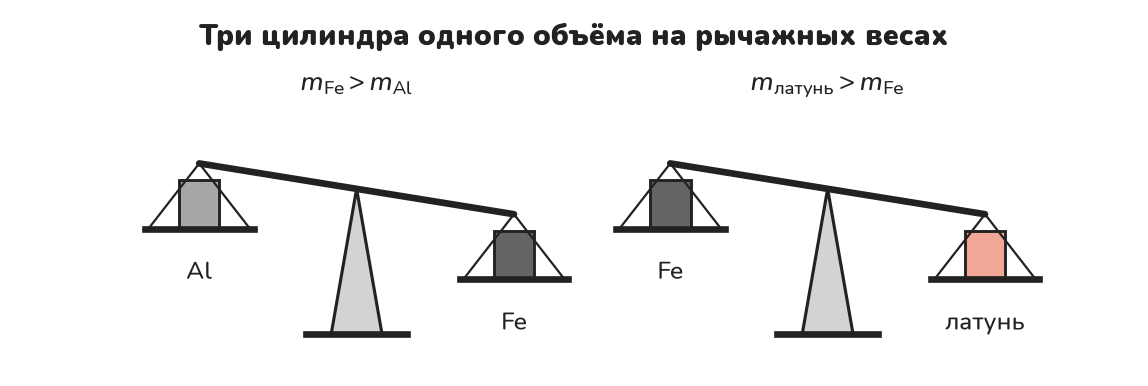 Три цилиндра одного объёма на рычажных весах
mFe > mAl
mлатунь > mFe
Al
Fe
Fe
латунь